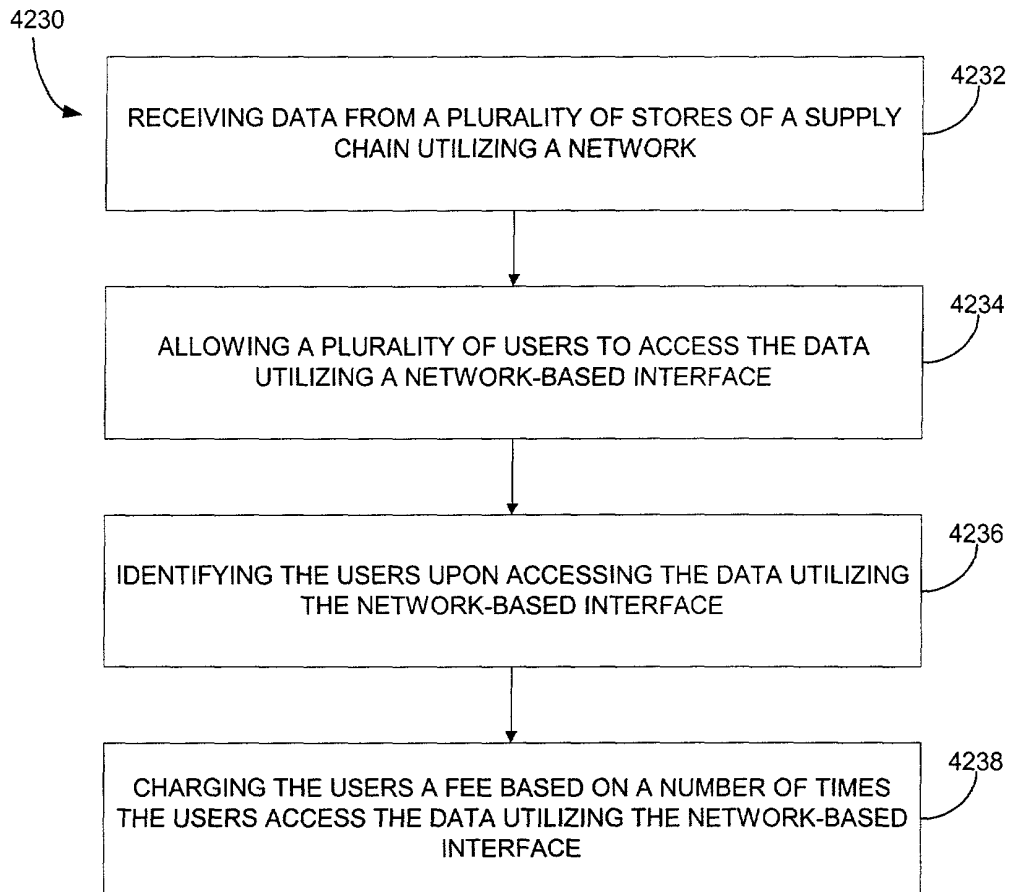 4230
4232
RECEIVING DATA FROM A PLURALITY OF STORES OF A SUPPLY
CHAIN UTILIZING A NETWORK
4234
ALLOWING A PLURALITY OF USERS TO ACCESS THE DATA
UTILIZING A NETWORK-BASED INTERFACE
4236
IDENTIFYING THE USERS UPON ACCESSING THE DATA UTILIZING
THE NETWORK-BASED INTERFACE
4238
CHARGING THE USERS A FEE BASED ON A NUMBER OF TIMES
THE USERS ACCESS THE DATA UTILIZING THE NETWORK-BASED
INTERFACE